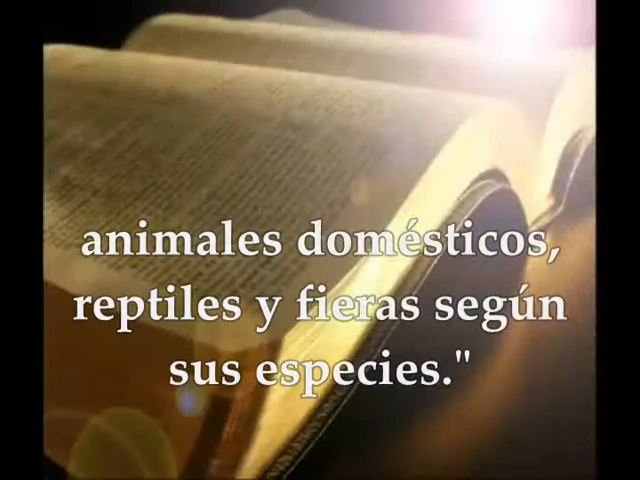 animales domésticos,
reptiles y fieras según
sus especies."